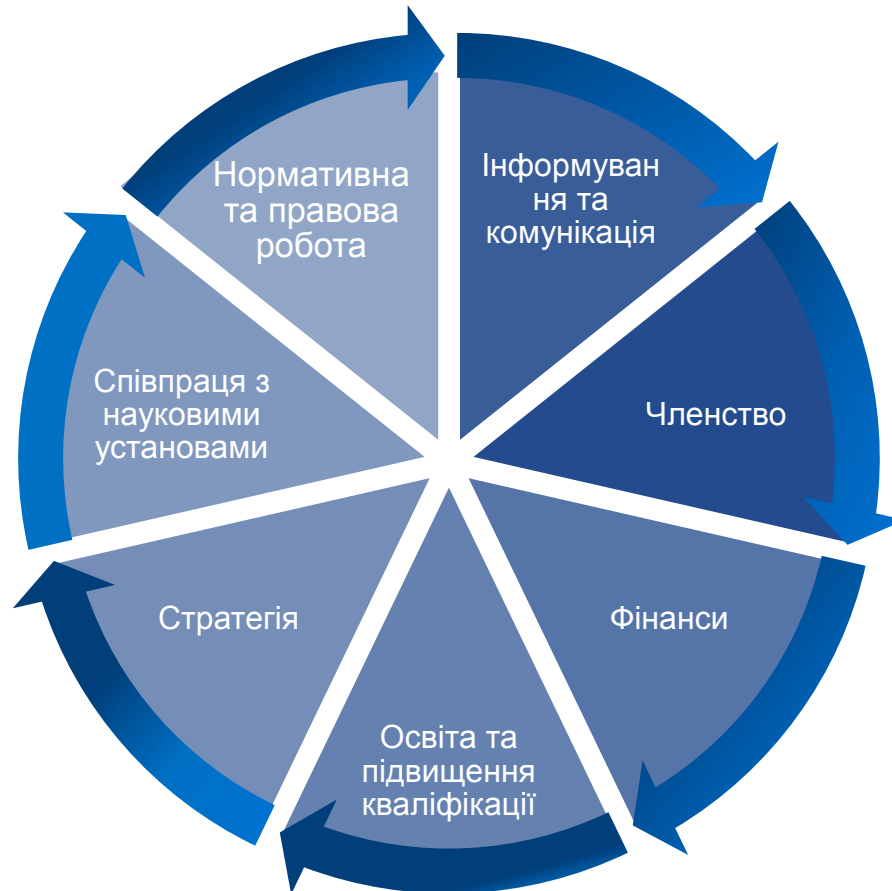 Інформуван
ня та
комунікація
Членство
Фінанси
Освіта та
підвищення
кваліфікації
Стратегія
Співпраця з
науковими
установами
Нормативна
та правова
робота